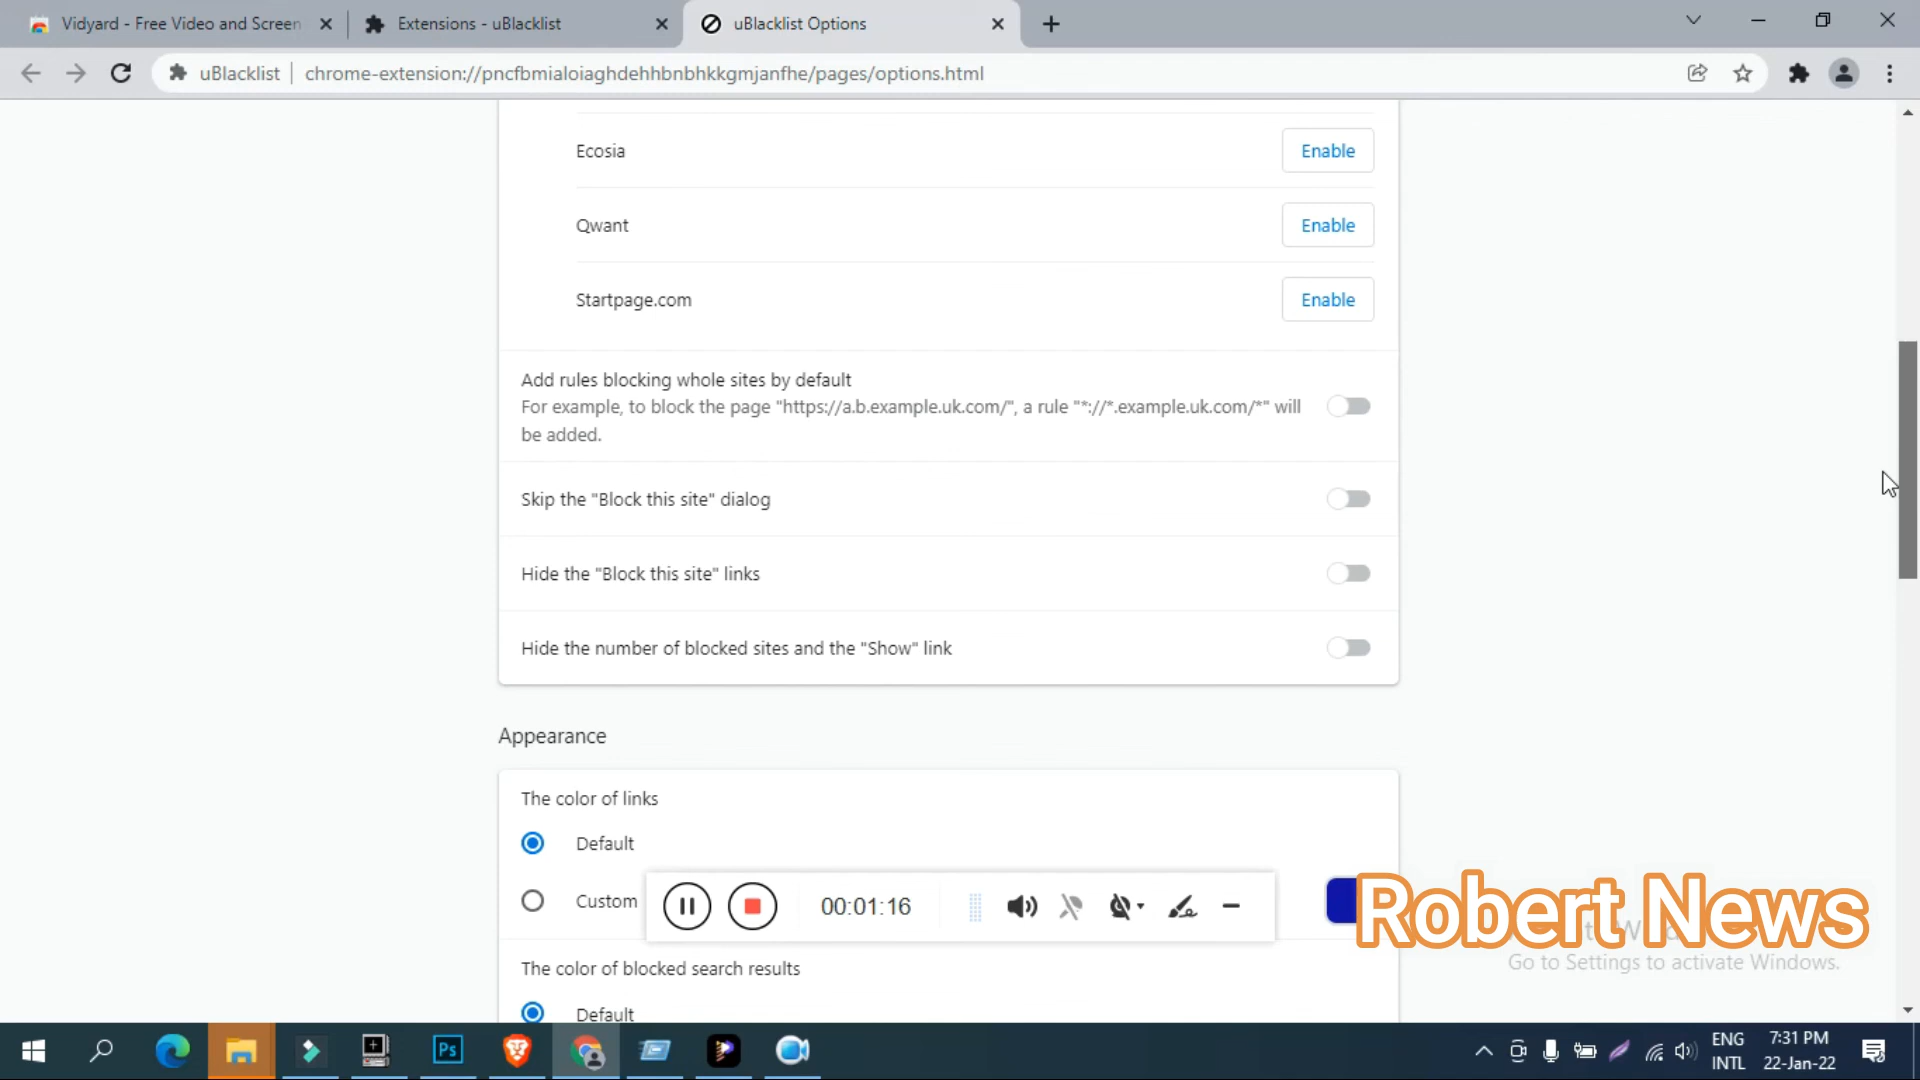 Vidyard - Free Video and Screen
Extensions - uBlacklist
uBlacklist Options
uBlacklist
chrome-extension://pncfbmialoiaghdehhbnbhkkgmjanfhe/pages/options.html
Ecosia
Enable
Qwant
Enable
Startpage.com
Enable
Add rules blocking whole sites by default
For example, to block the page "https://a.b.example.uk.com/", a rule "*://*.example.uk.com/*" will
be added.
Skip the "Block this site" dialog
Hide the "Block this site" links
Hide the number of blocked sites and the "Show" link
Appearance
The color of links
Default
Custom
00:01:16
Robert News
Go to Settings to activate Windows.
The color of blocked search results
Default
Ps
ENG
INTL
7:31 PM
22-Jan-22